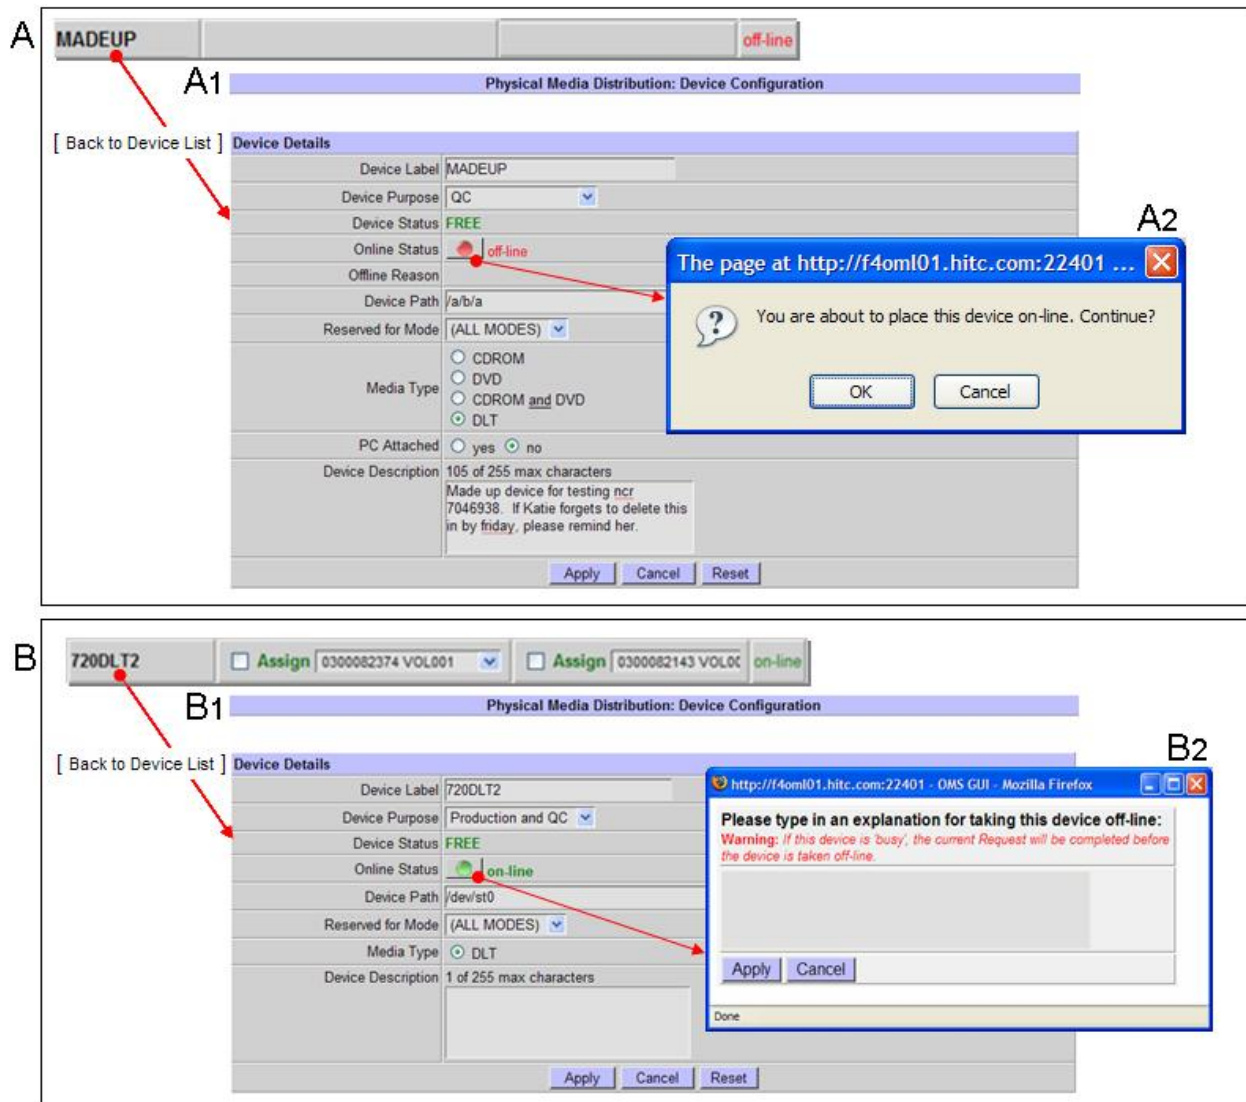 A
MADEUP off-line
A1
Physical Media Distribution: Device Configuration
[ Back to Device List ]
Device Details
Device Label MADEUP
Device Purpose QC
Device Status FREE
Online Status off-line
Offline Reason
Device Path /a/b/a
Reserved for Mode (ALL MODES)
Media Type
CDROM
DVD
CDROM and DVD
DLT
PC Attached yes no
Device Description 105 of 255 max characters
Made up device for testing ncr
7046938. If Katie forgets to delete this
in by friday, please remind her.
Apply Cancel Reset
A2
The page at http://f4oml01.hitc.com:22401 ...
?
You are about to place this device on-line. Continue?
OK Cancel
B
720DLT2 Assign 0300082374 VOL001 Assign 0300082143 VOL0 on-line
B1
Physical Media Distribution: Device Configuration
[ Back to Device List ]
Device Details
Device Label 720DLT2
Device Purpose Production and QC
Device Status FREE
Online Status on-line
Device Path /dev/st0
Reserved for Mode (ALL MODES)
Media Type DLT
Device Description 1 of 255 max characters
Apply Cancel Reset
B2
http://f4oml01.hitc.com:22401 - OMS GUI - Mozilla Firefox
Please type in an explanation for taking this device off-line:
Warning: If this device is 'busy', the current Request will be completed before
the device is taken off-line.
Apply Cancel
Done